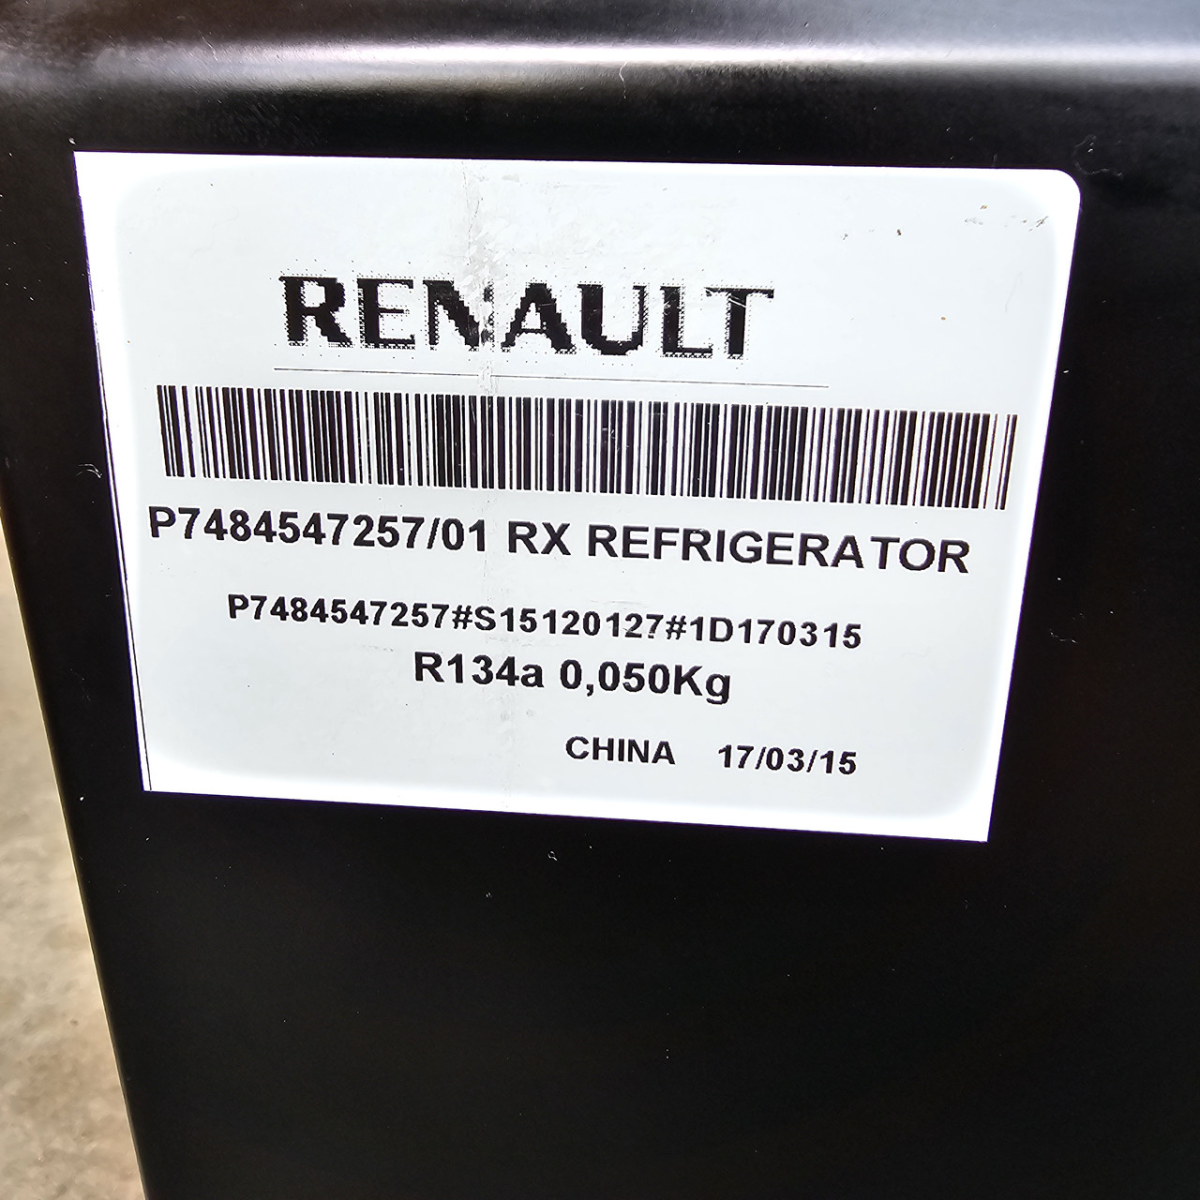 RENAULT
P7484547257/01 RX REFRIGERATOR
P7484547257#S15120127#1D170315
R134a 0,050Kg
CHINA 17/03/15